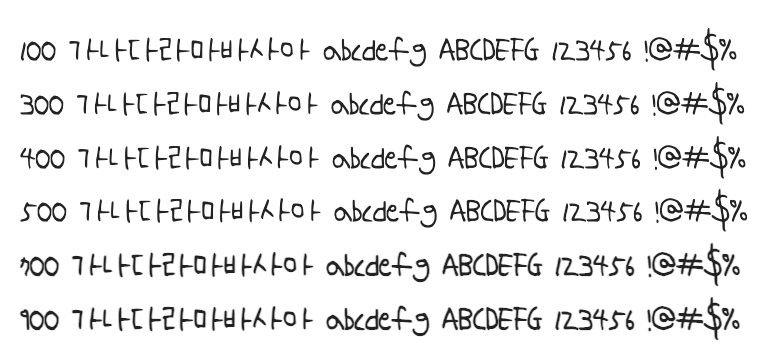 100 가나다라마바사아 abcdefg ABCDEFG 123456 !@#$%
300 가나다라마바사아 abcdefg ABCDEFG 123456 !@#$%
400 가나다라마바사아 abcdefg ABCDEFG 123456 !@#$%
500 가나다라마바사아 abcdefg ABCDEFG 123456 !@#$%
700 가나다라마바사아 abcdefg ABCDEFG 123456 !@#$%
900 가나다라마바사아 abcdefg ABCDEFG 123456 !@#$%